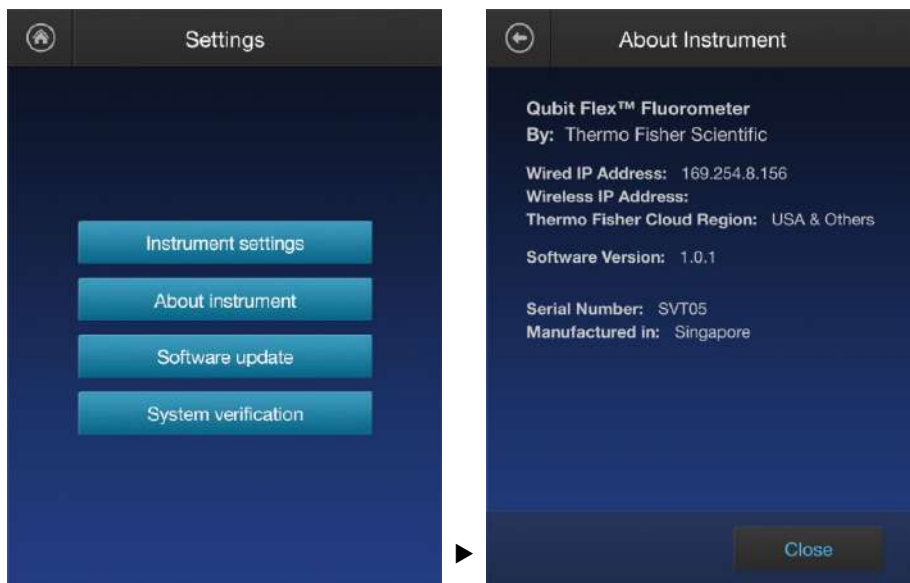 Settings
Instrument settings
About instrument
Software update
System verification
About Instrument
Qubit Flex™ Fluorometer
By: Thermo Fisher Scientific
Wired IP Address: 169.254.8.156
Wireless IP Address:
Thermo Fisher Cloud Region: USA & Others
Software Version: 1.0.1
Serial Number: SVT05
Manufactured in: Singapore
Close